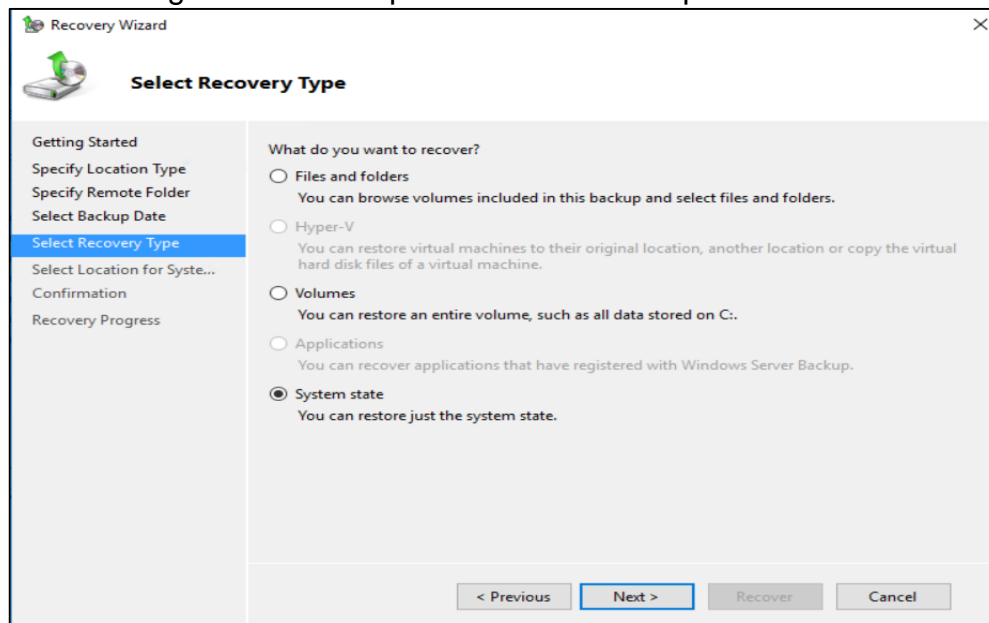 Recovery Wizard
Select Recovery Type
Getting Started
Specify Location Type
Specify Remote Folder
Select Backup Date
Select Recovery Type
Select Location for Syste...
Confirmation
Recovery Progress
What do you want to recover?
Files and folders
You can browse volumes included in this backup and select files and folders.
Hyper-V
You can restore virtual machines to their original location, another location or copy the virtual
hard disk files of a virtual machine.
Volumes
You can restore an entire volume, such as all data stored on C:.
Applications
You can recover applications that have registered with Windows Server Backup.
System state
You can restore just the system state.
< Previous
Next >
Recover
Cancel